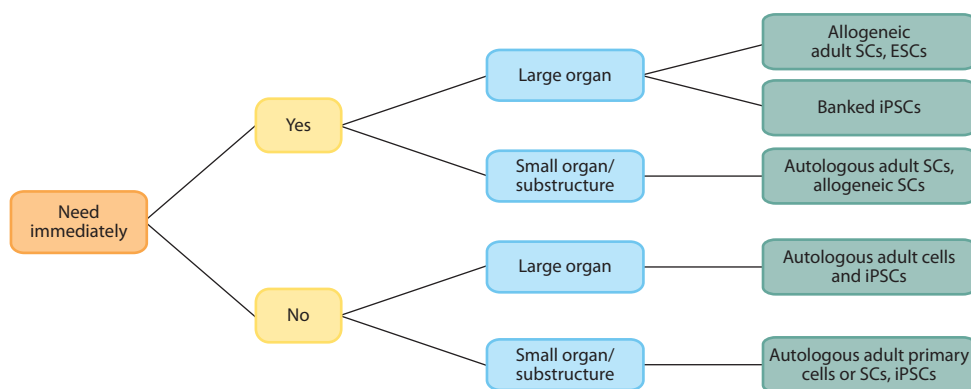 Need
immediately
Yes
Large organ
Allogeneic
adult SCs, ESCs
Banked iPSCs
Small organ/
substructure
Autologous adult SCs,
allogeneic SCs
No
Large organ
Autologous adult cells
and iPSCs
Small organ/
substructure
Autologous adult primary
cells or SCs, iPSCs